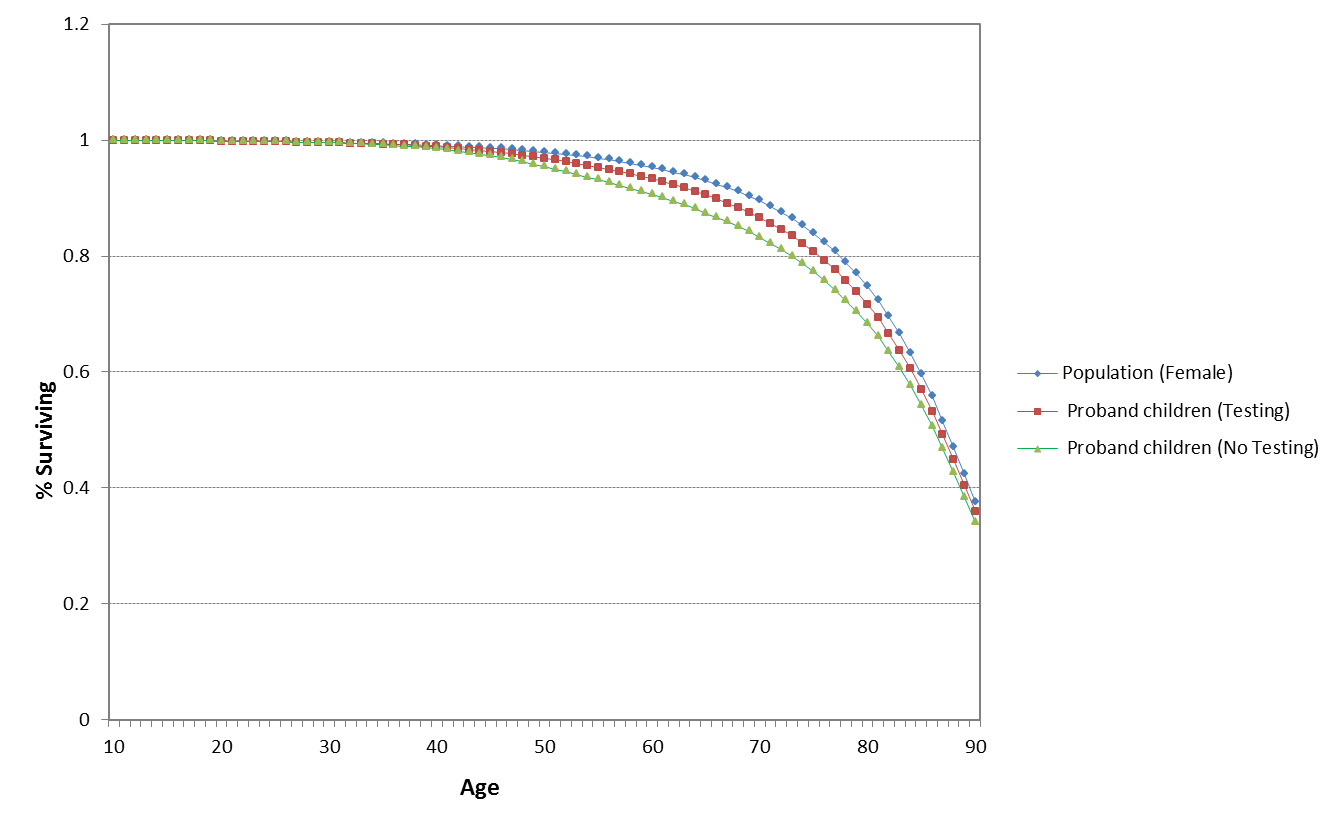 1.2
1
0.8
0.6
0.4
0.2
0
% Surviving
10 20 30 40 50 60 70 80 90
Age
Population (Female)
Proband children (Testing)
Proband children (No Testing)